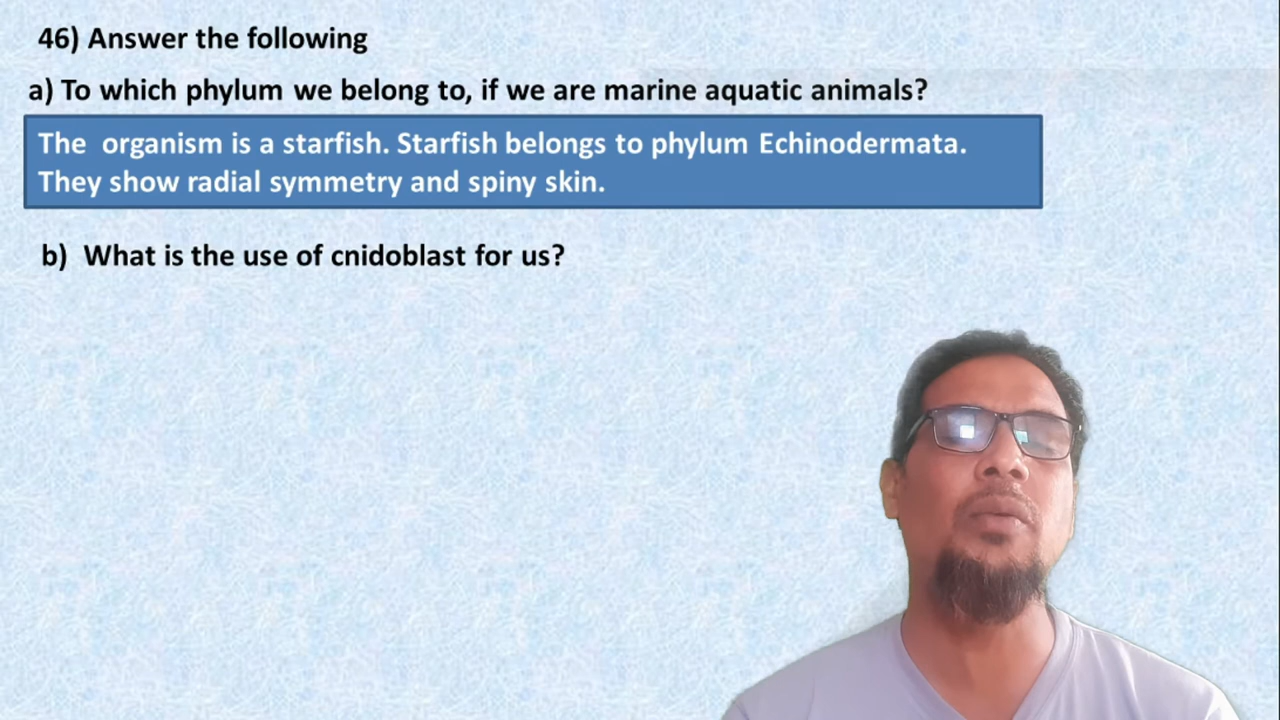 46) Answer the following
a) To which phylum we belong to, if we are marine aquatic animals?
The organism is a starfish. Starfish belongs to phylum Echinodermata.
They show radial symmetry and spiny skin.
b) What is the use of cnidoblast for us?